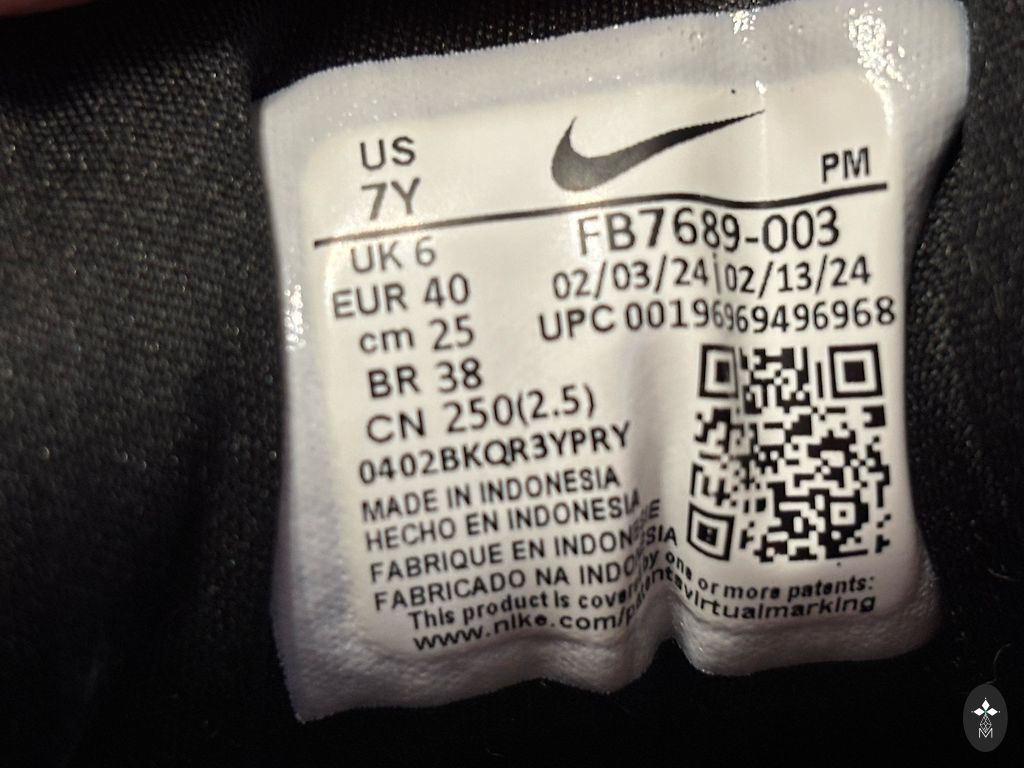 US
7Y
PM
UK 6
EUR 40
cm 25
BR 38
CN 250(2.5)
FB7689-003
02/03/24|02/13/24
UPC 00196969496968
0402BKQR3YPRY
MADE IN INDONESIA
HECHO EN INDONESIA
FABRIQUE EN INDONESIE
FABRICADO NA INDONESIA
This product is covered by one or more patents:
www.nike.com/patentsvirtualmarking
M